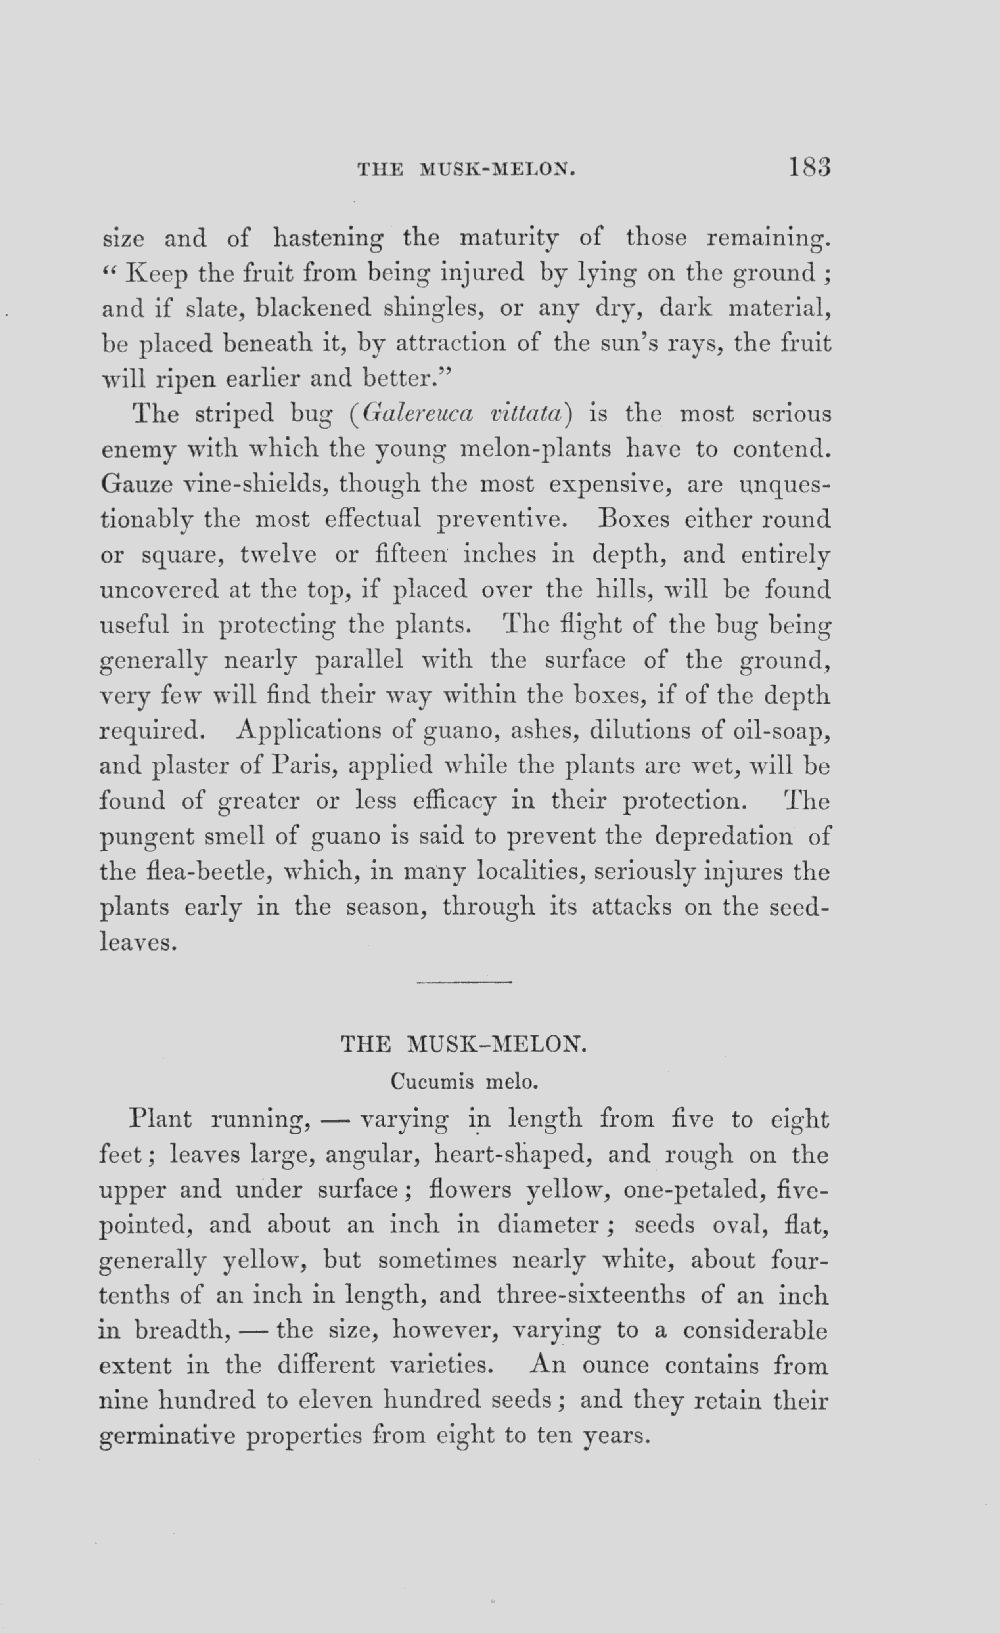 THE MUSK-MELON. 183
size and of hastening the maturity of those remaining.
“ Keep the fruit from being injured by lying on the ground ;
and if slate, blackened shingles, or any dry, dark material,
be placed beneath it, by attraction of the sun’s rays, the fruit
will ripen earlier and better.”
The striped bug (Galereuca vittata) is the most serious
enemy with which the young melon-plants have to contend.
Gauze vine-shields, though the most expensive, are unques-
tionably the most effectual preventive. Boxes either round
or square, twelve or fifteen inches in depth, and entirely
uncovered at the top, if placed over the hills, will be found
useful in protecting the plants. The flight of the bug being
generally nearly parallel with the surface of the ground,
very few will find their way within the boxes, if of the depth
required. Applications of guano, ashes, dilutions of oil-soap,
and plaster of Paris, applied while the plants are wet, will be
found of greater or less efficacy in their protection. The
pungent smell of guano is said to prevent the depredation of
the flea-beetle, which, in many localities, seriously injures the
plants early in the season, through its attacks on the seed-
leaves.
THE MUSK-MELON.
Cucumis melo.
Plant running, — varying in length from five to eight
feet ; leaves large, angular, heart-shaped, and rough on the
upper and under surface ; flowers yellow, one-petaled, five-
pointed, and about an inch in diameter ; seeds oval, flat,
generally yellow, but sometimes nearly white, about four-
tenths of an inch in length, and three-sixteenths of an inch
in breadth, — the size, however, varying to a considerable
extent in the different varieties. An ounce contains from
nine hundred to eleven hundred seeds ; and they retain their
germinative properties from eight to ten years.